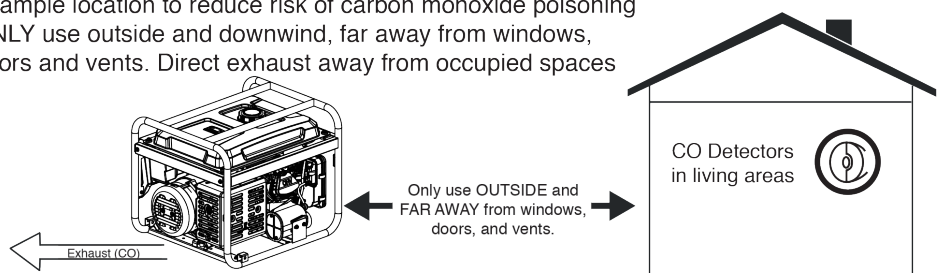 ample location to reduce risk of carbon monoxide poisoning
NLY use outside and downwind, far away from windows,
ors and vents. Direct exhaust away from occupied spaces
CO Detectors
in living areas
Only use OUTSIDE and
FAR AWAY from windows,
doors, and vents.
Exhaust (CO)